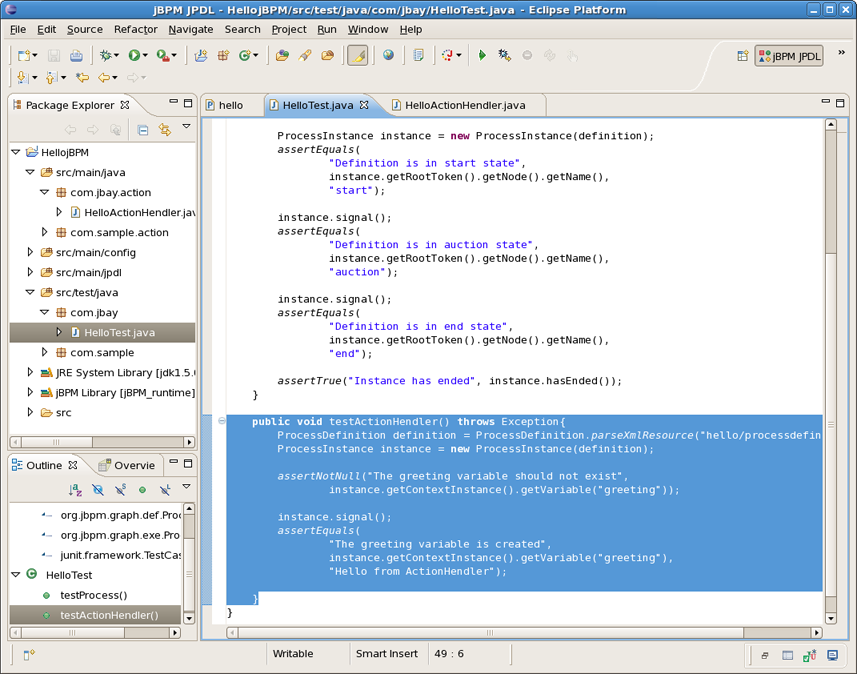 jBPM JPDL - HellojBPM/src/test/java/com/jbay/HelloTest.java - Eclipse Platform
File Edit Source Refactor Navigate Search Project Run Window Help
jBPM JPDL
Package Explorer
hello
HelloTest.java
HelloActionHendler.java
HellojBPM
src/main/java
com.jbay.action
HelloActionHendler.jav
com.sample.action
src/main/config
src/main/jpdl
src/test/java
com.jbay
HelloTest.java
com.sample
JRE System Library [jdk1.5.
jBPM Library [jBPM_runtime]
src
Outline
Overvie
org.jbpm.graph.def.Proc
org.jbpm.graph.exe.Pro
junit.framework.TestCas
HelloTest
testProcess()
testActionHendler()
ProcessInstance instance = new ProcessInstance(definition);
assertEquals(
"Definition is in start state",
instance.getRootToken().getNode().getName(),
"start");
instance.signal();
assertEquals(
"Definition is in auction state",
instance.getRootToken().getNode().getName(),
"auction");
instance.signal();
assertEquals(
"Definition is in end state",
instance.getRootToken().getNode().getName(),
"end");
assertTrue("Instance has ended", instance.hasEnded());
}
public void testActionHendler() throws Exception{
ProcessDefinition definition = ProcessDefinition.parseXmlResource("hello/processdefin
ProcessInstance instance = new ProcessInstance(definition);
assertNotNull("The greeting variable should not exist",
instance.getContextInstance().getVariable("greeting"));
instance.signal();
assertEquals(
"The greeting variable is created",
instance.getContextInstance().getVariable("greeting"),
"Hello from ActionHendler");
}
}
Writable Smart Insert 49 : 6